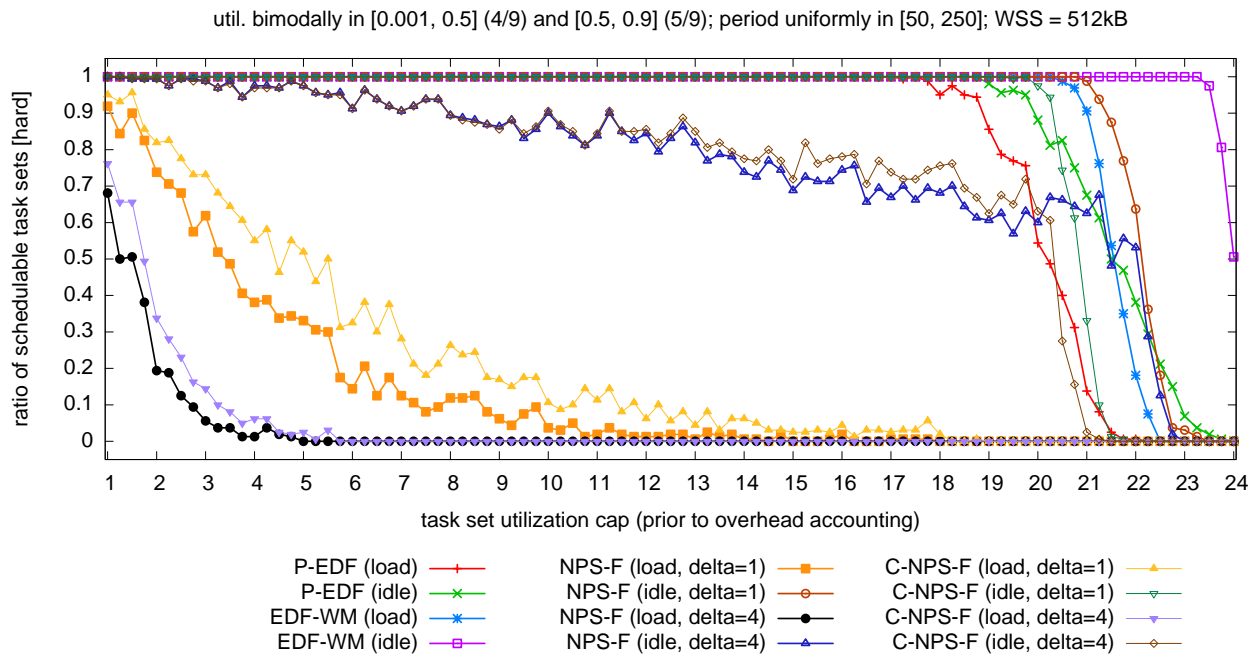 util. bimodally in [0.001, 0.5] (4/9) and [0.5, 0.9] (5/9); period uniformly in [50, 250]; WSS = 512kB
ratio of schedulable task sets [hard]
1
0.9
0.8
0.7
0.6
0.5
0.4
0.3
0.2
0.1
0
1 2 3 4 5 6 7 8 9 10 11 12 13 14 15 16 17 18 19 20 21 22 23 24
task set utilization cap (prior to overhead accounting)
P-EDF (load) NPS-F (load, delta=1) C-NPS-F (load, delta=1)
P-EDF (idle) NPS-F (idle, delta=1) C-NPS-F (idle, delta=1)
EDF-WM (load) NPS-F (load, delta=4) C-NPS-F (load, delta=4)
EDF-WM (idle) NPS-F (idle, delta=4) C-NPS-F (idle, delta=4)